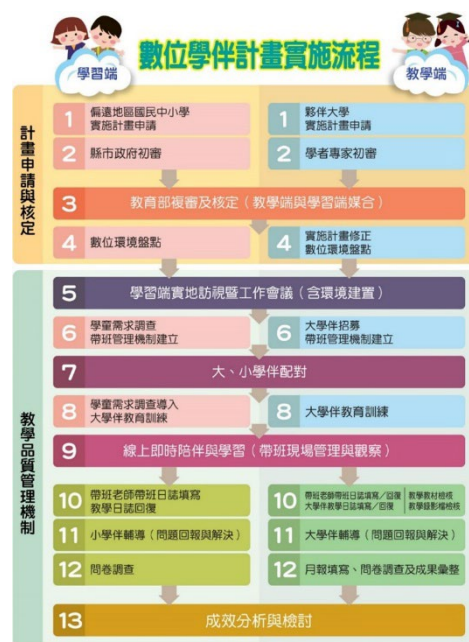 數位學伴計畫實施流程
學習端
教學端
計畫申請與核定
1 偏遠地區國民中小學
實施計畫申請
1 夥伴大學
實施計畫申請
2 縣市政府初審
2 學者專家初審
3 教育部複審及核定（教學端與學習端媒合）
4 數位環境盤點
4 實施計畫修正
數位環境盤點
教學品質管理機制
5 學習端實地訪視暨工作會議（含環境建置）
6 學童需求調查
帶班管理機制建立
6 大學伴招募
帶班管理機制建立
7 大、小學伴配對
8 學童需求調查導入
大學伴教育訓練
8 大學伴教育訓練
9 線上即時陪伴與學習（帶班現場管理與觀察）
10 帶班老師帶班日誌填寫
教學日誌回復
10 帶班老師帶班日誌填寫／回復 教學教材檢核
大學伴教學日誌填寫／回復 教學錄影檔檢核
11 小學伴輔導（問題回報與解決）
11 大學伴輔導（問題回報與解決）
12 問卷調查
12 月報填寫、問卷調查及成果彙整
13 成效分析與檢討